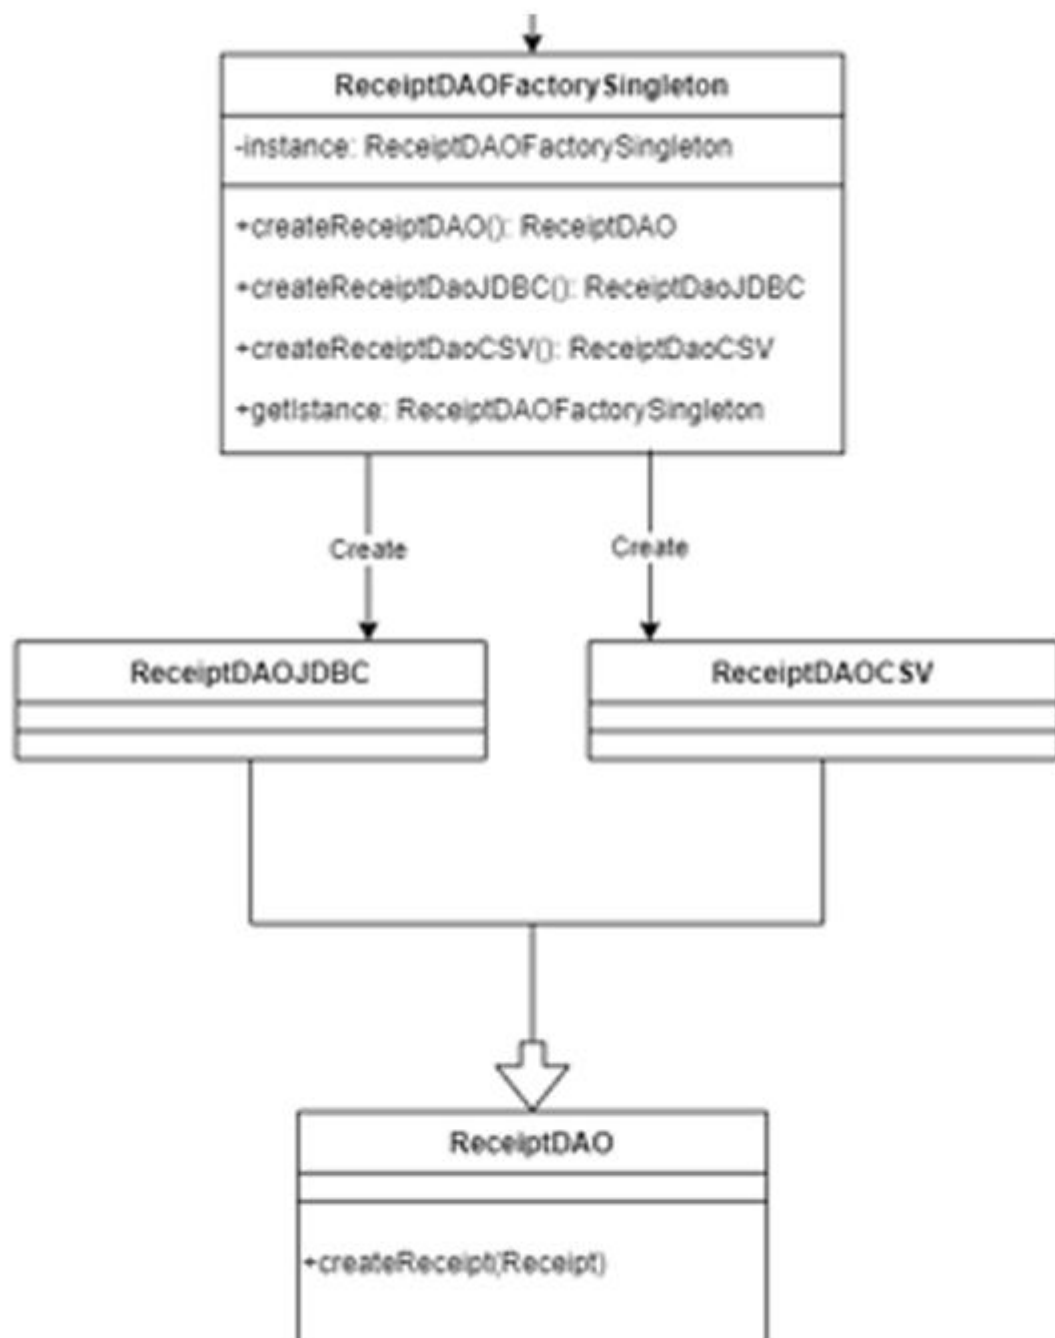 ReceiptDAOFactorySingleton
-instance: ReceiptDAOFactorySingleton
+createReceiptDAO(): ReceiptDAO
+createReceiptDaoJDBC(): ReceiptDaoJDBC
+createReceiptDaoCSV(): ReceiptDaoCSV
+getIstance: ReceiptDAOFactorySingleton
Create
Create
ReceiptDAOJDBC
ReceiptDAOCSV
ReceiptDAO
+createReceipt(Receipt)